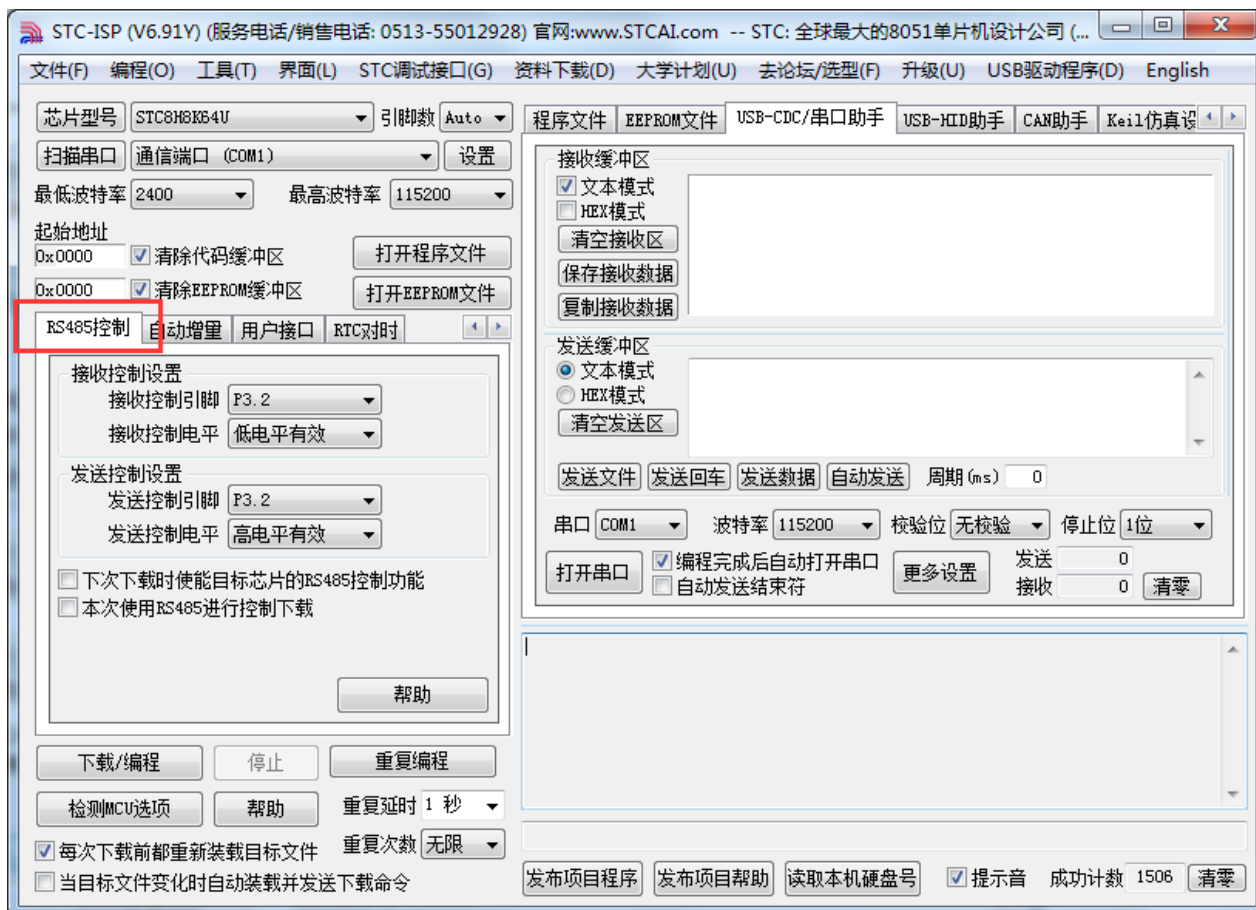 STC-ISP (V6.91Y) (服务电话/销售电话: 0513-55012928) 官网:www.STCAI.com -- STC: 全球最大的8051单片机设计公司 (...
文件(F) 编程(O) 工具(T) 界面(L) STC调试接口(G) 资料下载(D) 大学计划(U) 去论坛/选型(F) 升级(U) USB驱动程序(D) English
芯片型号 STC8H8K64U 引脚数 Auto
扫描串口 通信端口 (COM1) 设置
最低波特率 2400 最高波特率 115200
起始地址
0x0000 清除代码缓冲区 打开程序文件
0x0000 清除EEPROM缓冲区 打开EEPROM文件
RS485控制 自动增量 用户接口 RTC对时
接收控制设置
接收控制引脚 P3.2
接收控制电平 低电平有效
发送控制设置
发送控制引脚 P3.2
发送控制电平 高电平有效
下次下载时使能目标芯片的RS485控制功能
本次使用RS485进行控制下载
帮助
下载/编程 停止 重复编程
检测MCU选项 帮助 重复延时 1 秒
每次下载前都重新装载目标文件 重复次数 无限
当目标文件变化时自动装载并发送下载命令
程序文件 EEPROM文件 USB-CDC/串口助手 USB-HID助手 CAN助手 Keil仿真设
接收缓冲区
文本模式
HEX模式
清空接收区
保存接收数据
复制接收数据
发送缓冲区
文本模式
HEX模式
清空发送区
发送文件 发送回车 发送数据 自动发送 周期(ms) 0
串口 COM1 波特率 115200 校验位 无校验 停止位 1位
打开串口 编程完成后自动打开串口 更多设置 发送 0
自动发送结束符 接收 0 清零
发布项目程序 发布项目帮助 读取本机硬盘号 提示音 成功计数 1506 清零